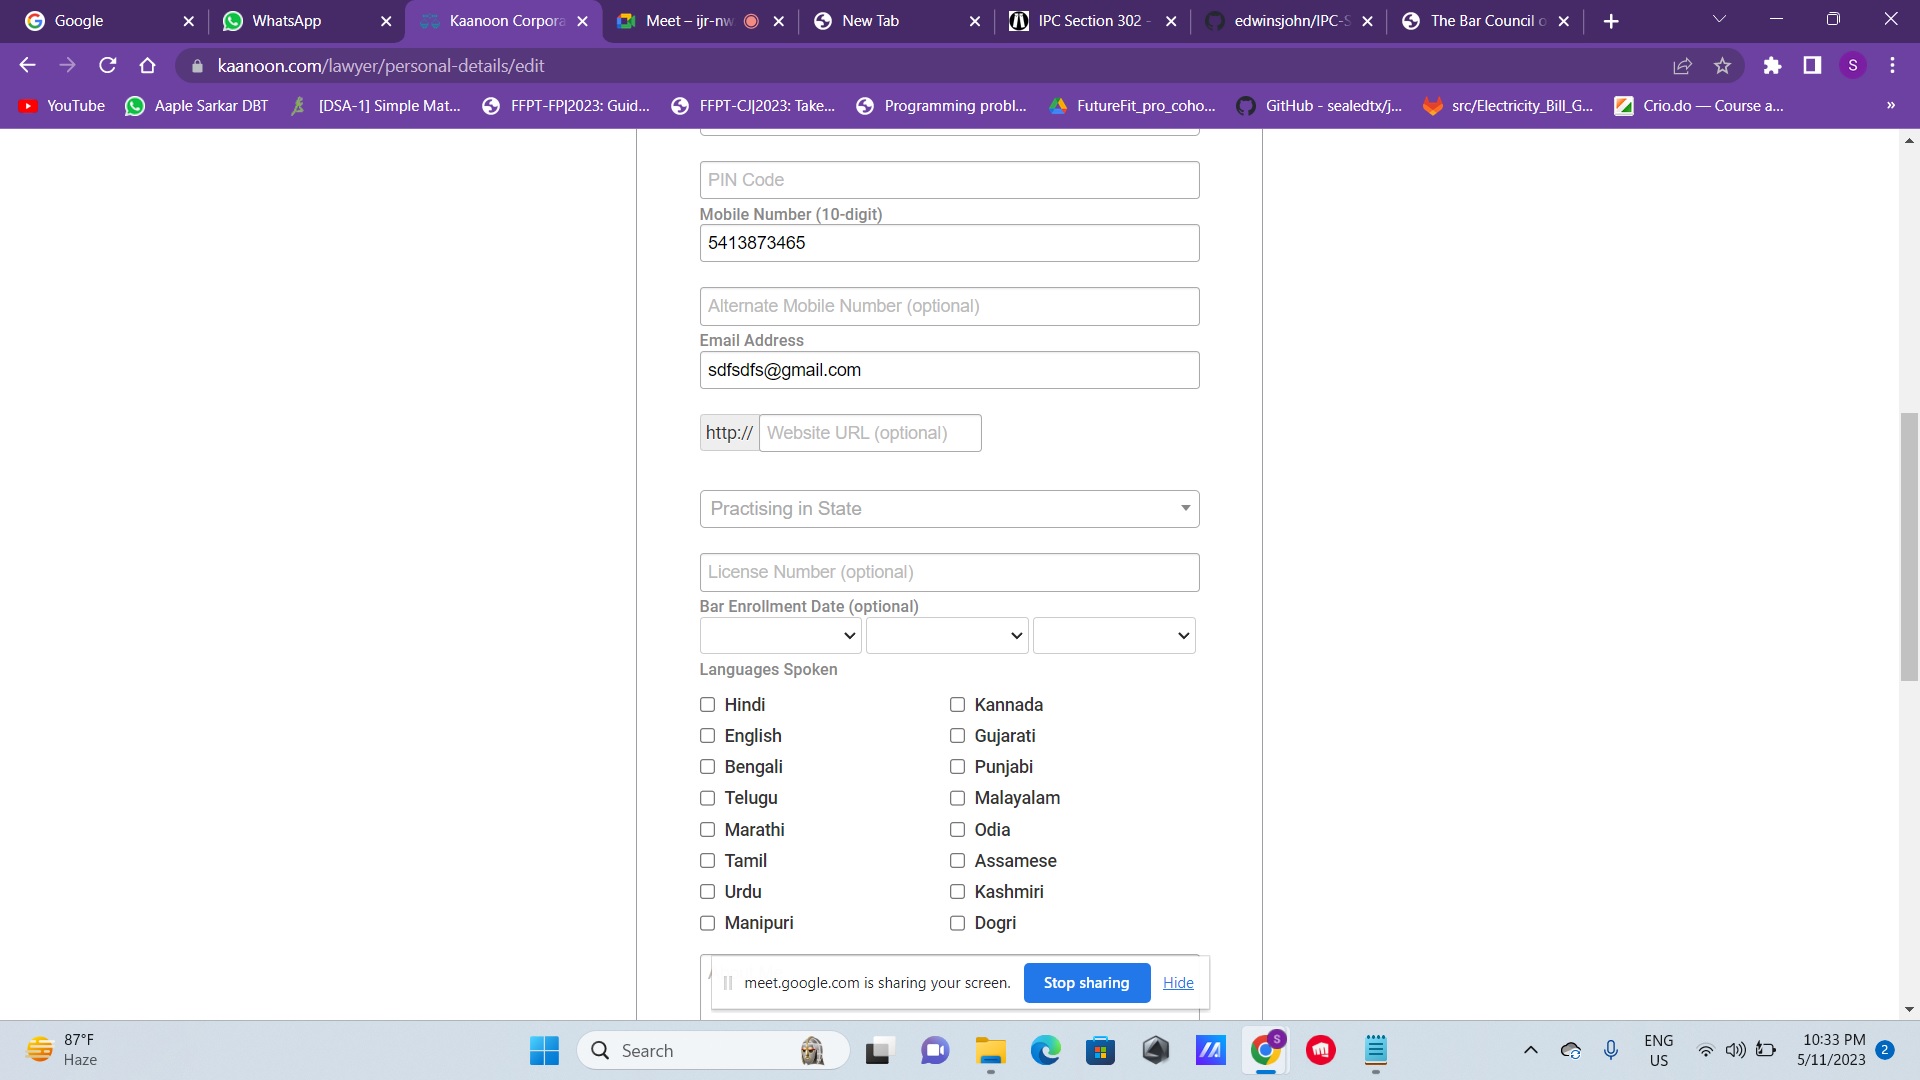 Google
WhatsApp
Kaanoon Corpora
Meet – ijr-nw
New Tab
IPC Section 302 -
edwinsjohn/IPC-S
The Bar Council o
kaanoon.com/lawyer/personal-details/edit
S
YouTube
Aaple Sarkar DBT
[DSA-1] Simple Mat...
FFPT-FP|2023: Guid...
FFPT-CJ|2023: Take...
Programming probl...
FutureFit_pro_coho...
GitHub - sealedtx/j...
src/Electricity_Bill_G...
Crio.do — Course a...
»
PIN Code
Mobile Number (10-digit)
5413873465
Alternate Mobile Number (optional)
Email Address
sdfsdfs@gmail.com
http://
Website URL (optional)
Practising in State
License Number (optional)
Bar Enrollment Date (optional)
Languages Spoken
Hindi
Kannada
English
Gujarati
Bengali
Punjabi
Telugu
Malayalam
Marathi
Odia
Tamil
Assamese
Urdu
Kashmiri
Manipuri
Dogri
meet.google.com is sharing your screen.
Stop sharing
Hide
87°F
Haze
Search
S
ENG
US
10:33 PM
5/11/2023
2